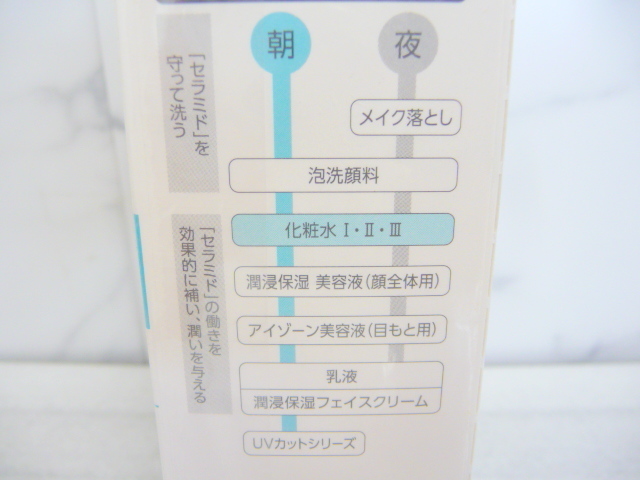 朝
夜
「セラミド」を
守って洗う
メイク落とし
泡洗顔料
「セラミド」の働きを
効果的に補い、潤いを与える
化粧水 Ⅰ・Ⅱ・Ⅲ
潤浸保湿 美容液（顔全体用）
アイゾーン美容液（目もと用）
乳液
潤浸保湿フェイスクリーム
UVカットシリーズ